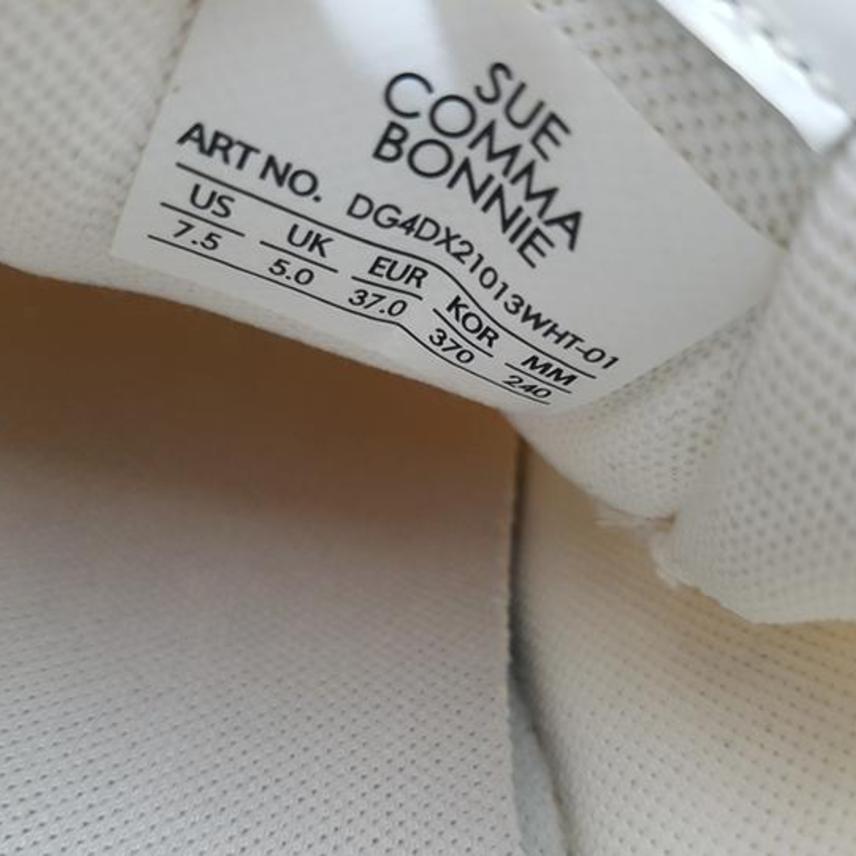 SUE
COMMA
BONNIE
ART NO. DG4DX21013WHT-01
US UK EUR KOR MM
7.5 5.0 37.0 370 240